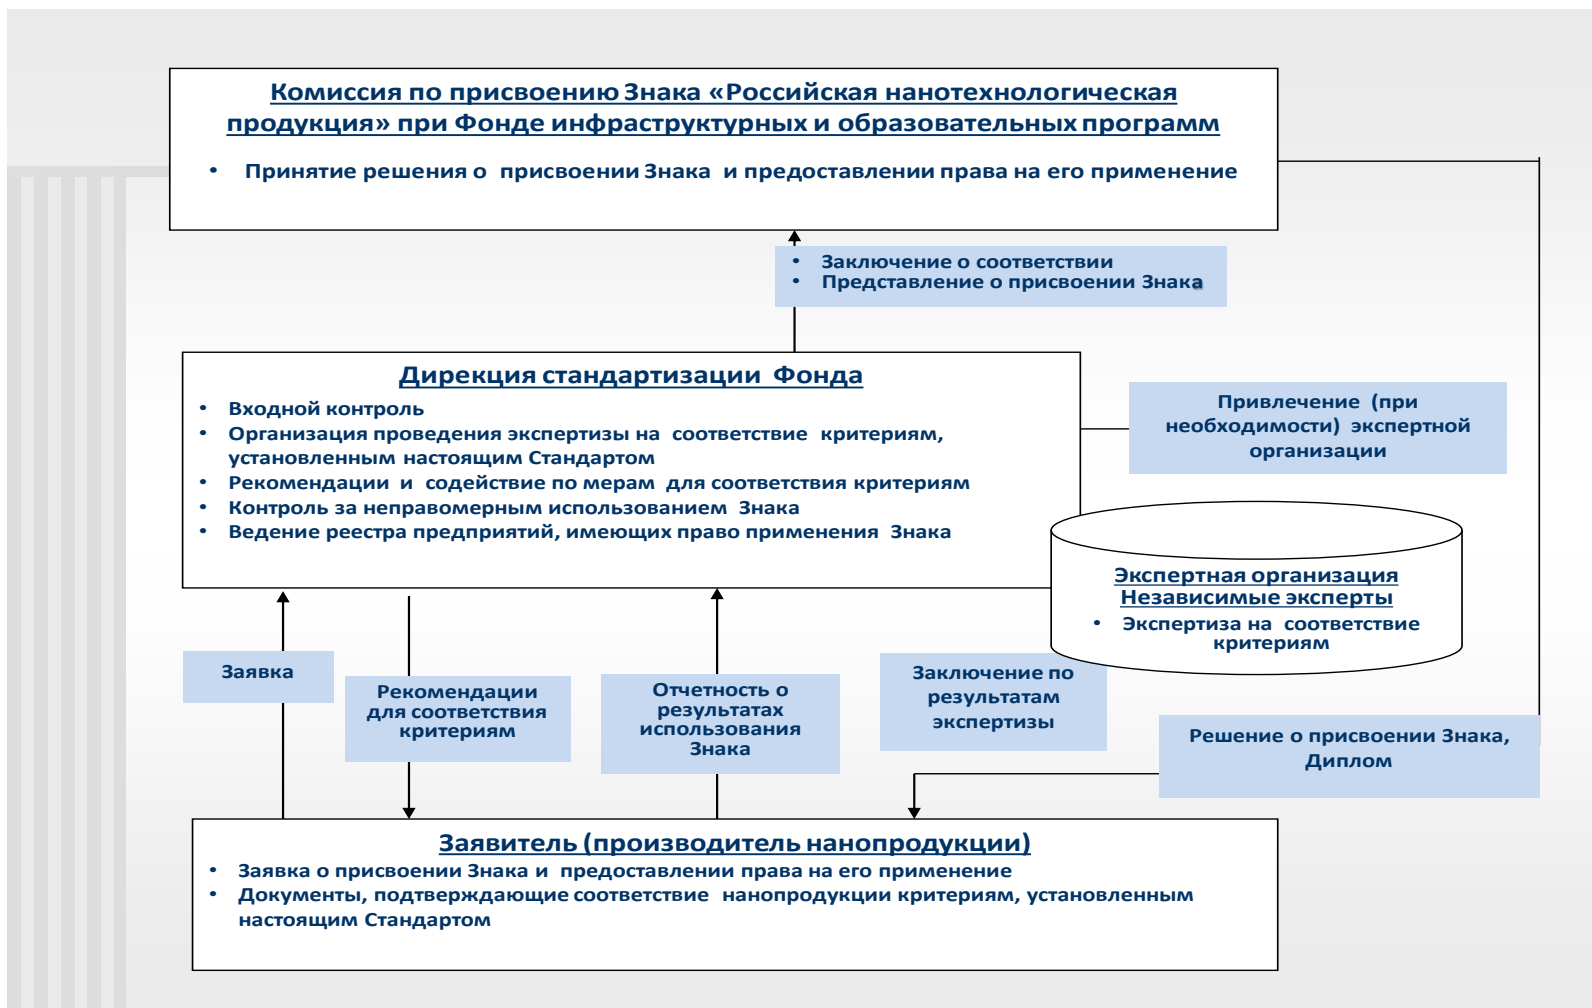 Комиссия по присвоению Знака «Российская нанотехнологическая
продукция» при Фонде инфраструктурных и образовательных программ
• Принятие решения о присвоении Знака и предоставлении права на его применение
• Заключение о соответствии
• Представление о присвоении Знака
Дирекция стандартизации Фонда
• Входной контроль
• Организация проведения экспертизы на соответствие критериям,
установленным настоящим Стандартом
• Рекомендации и содействие по мерам для соответствия критериям
• Контроль за неправомерным использованием Знака
• Ведение реестра предприятий, имеющих право применения Знака
Привлечение (при
необходимости) экспертной
организации
Экспертная организация
Независимые эксперты
• Экспертиза на соответствие
критериям
Заявка
Рекомендации
для соответствия
критериям
Отчетность о
результатах
использования
Знака
Заключение по
результатам
экспертизы
Решение о присвоении Знака,
Диплом
Заявитель (производитель нанопродукции)
• Заявка о присвоении Знака и предоставлении права на его применение
• Документы, подтверждающие соответствие нанопродукции критериям, установленным
настоящим Стандартом